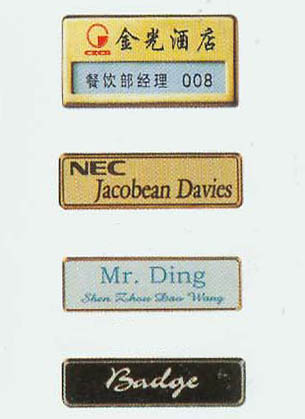 金光酒店
餐饮部经理 008
NEC
Jacobean Davies
Mr. Ding
Shen Zhou Dao Wang
Badge